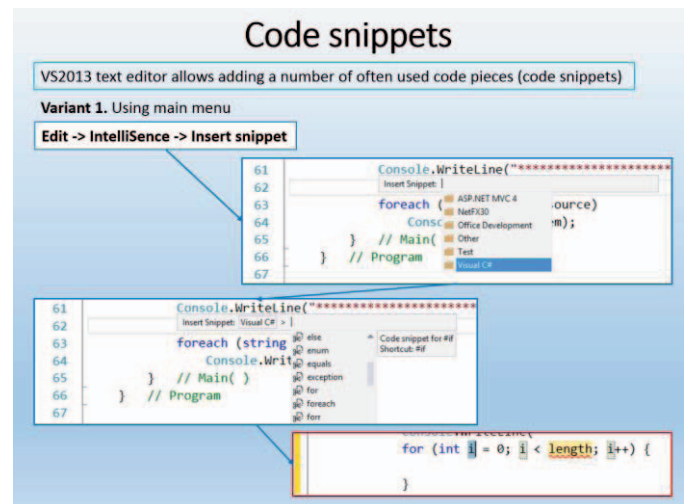 Code snippets
VS2013 text editor allows adding a number of often used code pieces (code snippets)
Variant 1. Using main menu
Edit -> IntelliSence -> Insert snippet
61 Console.WriteLine("**********************
62 Insert Snippet:
63 foreach ( ource)
ASP.NET MVC 4
NetFX30
64 Consc em);
Office Development
65 } // Main(
Other
66 } // Program
Test
Visual C#
67
61 Console.WriteLine("**********************
62 Insert Snippet: Visual C# >
63 foreach (string
else
Code snippet for #if
enum
Shortcut: #if
64 Console.Writ
equals
65 } // Main( )
exception
66 } // Program
for
foreach
67
forr
for (int i = 0; i < length; i++) {
}